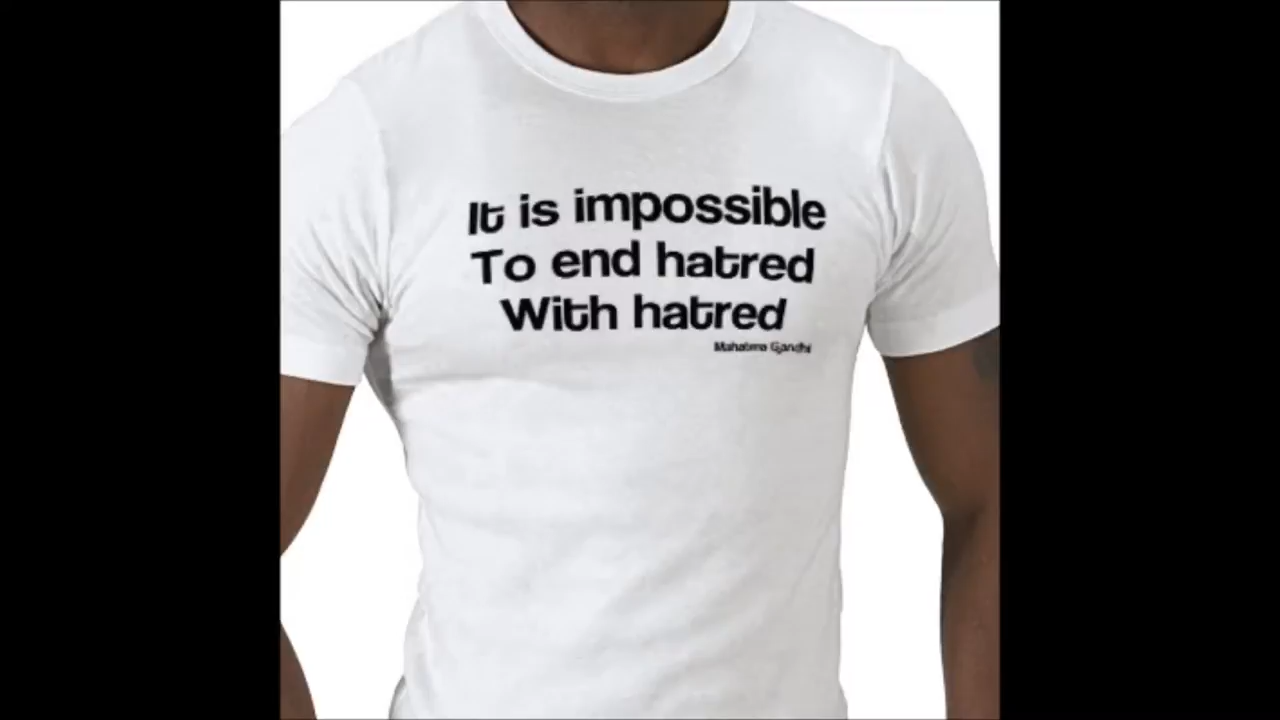 It is impossible
To end hatred
With hatred
Mahatma Gandhi